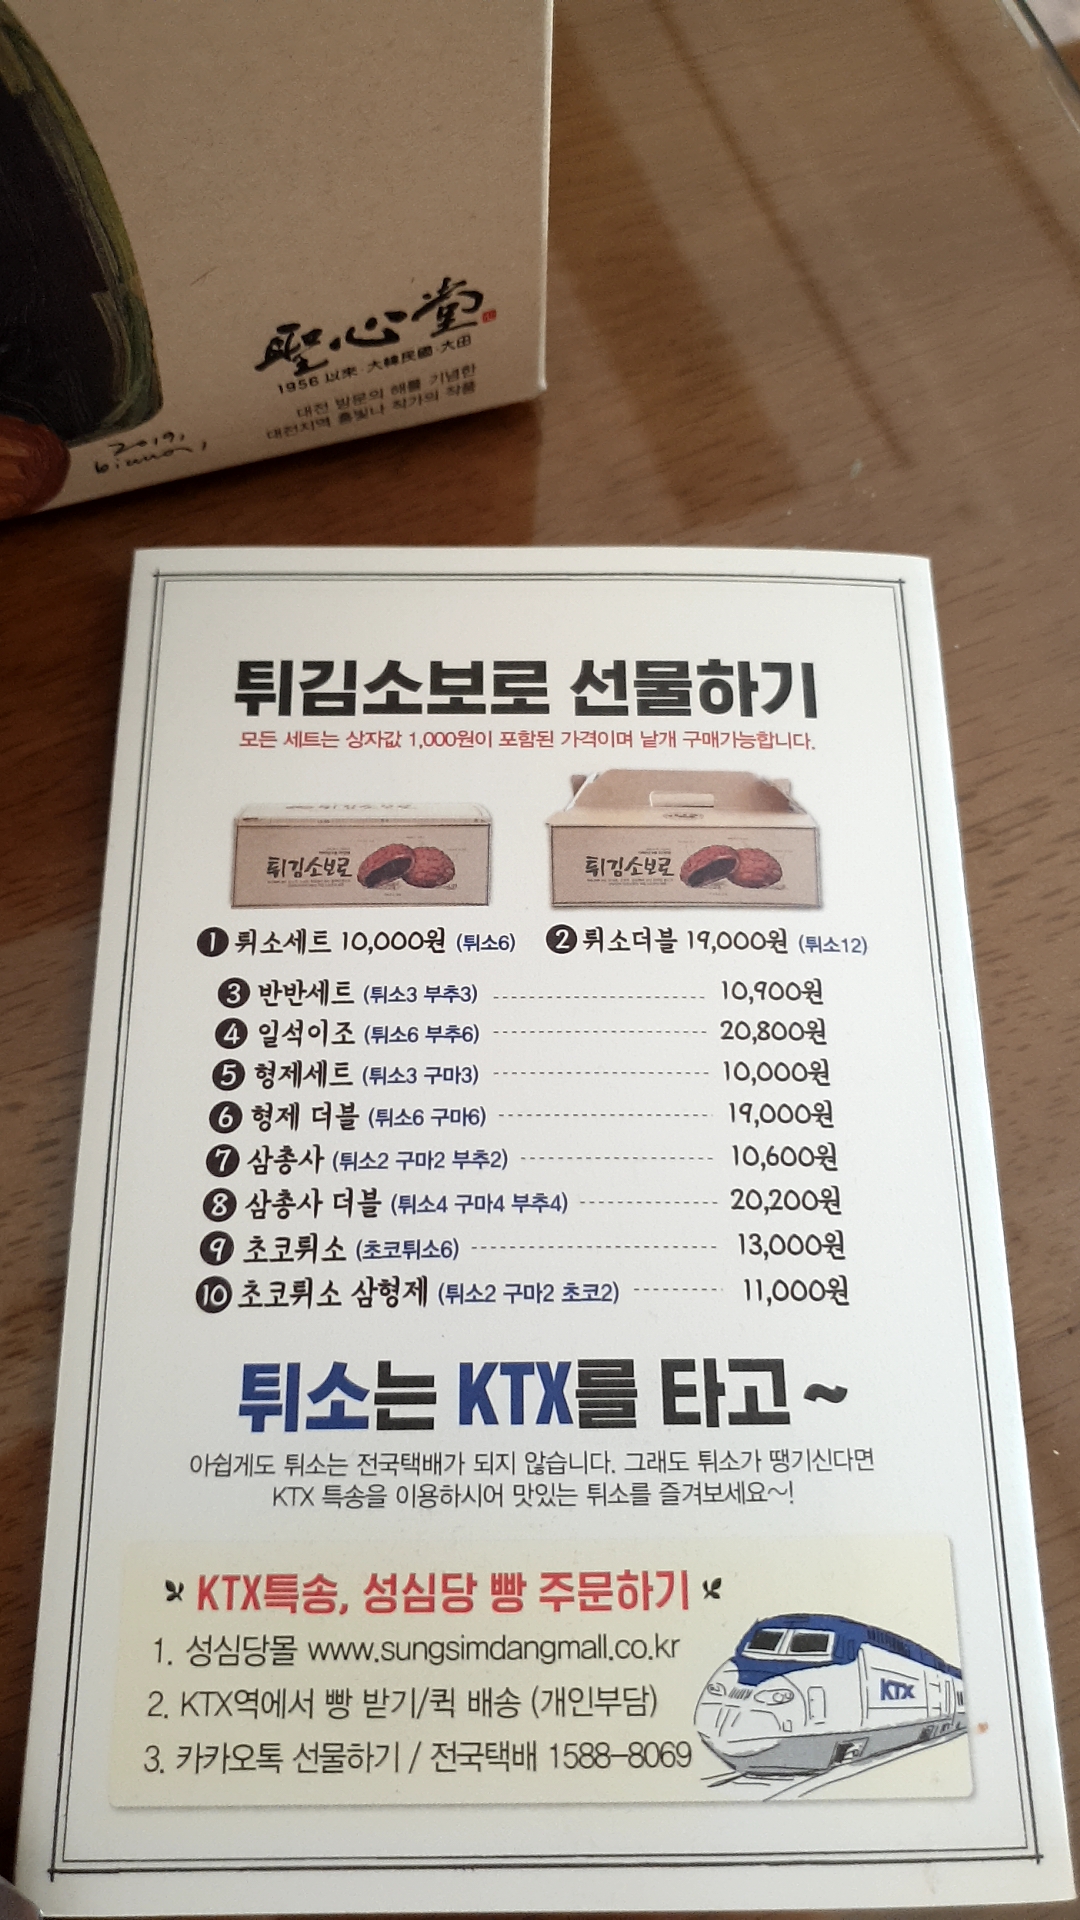 聖心堂
1956 以來·大韓民國·大田
대전 방문의 해를 기념한
대전지역 홍빛나 작가의 작품
2019.
튀김소보로 선물하기
모든 세트는 상자값 1,000원이 포함된 가격이며 낱개 구매가능합니다.
튀김소보로
튀김소보로
1 튀소세트 10,000원 (튀소6)
2 튀소더블 19,000원 (튀소12)
3 반반세트 (튀소3 부추3) 10,900원
4 일석이조 (튀소6 부추6) 20,800원
5 형제세트 (튀소3 구마3) 10,000원
6 형제 더블 (튀소6 구마6) 19,000원
7 삼총사 (튀소2 구마2 부추2) 10,600원
8 삼총사 더블 (튀소4 구마4 부추4) 20,200원
9 초코튀소 (초코튀소6) 13,000원
10 초코튀소 삼형제 (튀소2 구마2 초코2) 11,000원
튀소는 KTX를 타고~
아쉽게도 튀소는 전국택배가 되지 않습니다. 그래도 튀소가 땡기신다면
KTX 특송을 이용하시어 맛있는 튀소를 즐겨보세요~!
KTX특송, 성심당 빵 주문하기
1. 성심당몰 www.sungsimdangmall.co.kr
2. KTX역에서 빵 받기/퀵 배송 (개인부담)
3. 카카오톡 선물하기 / 전국택배 1588-8069
KTX